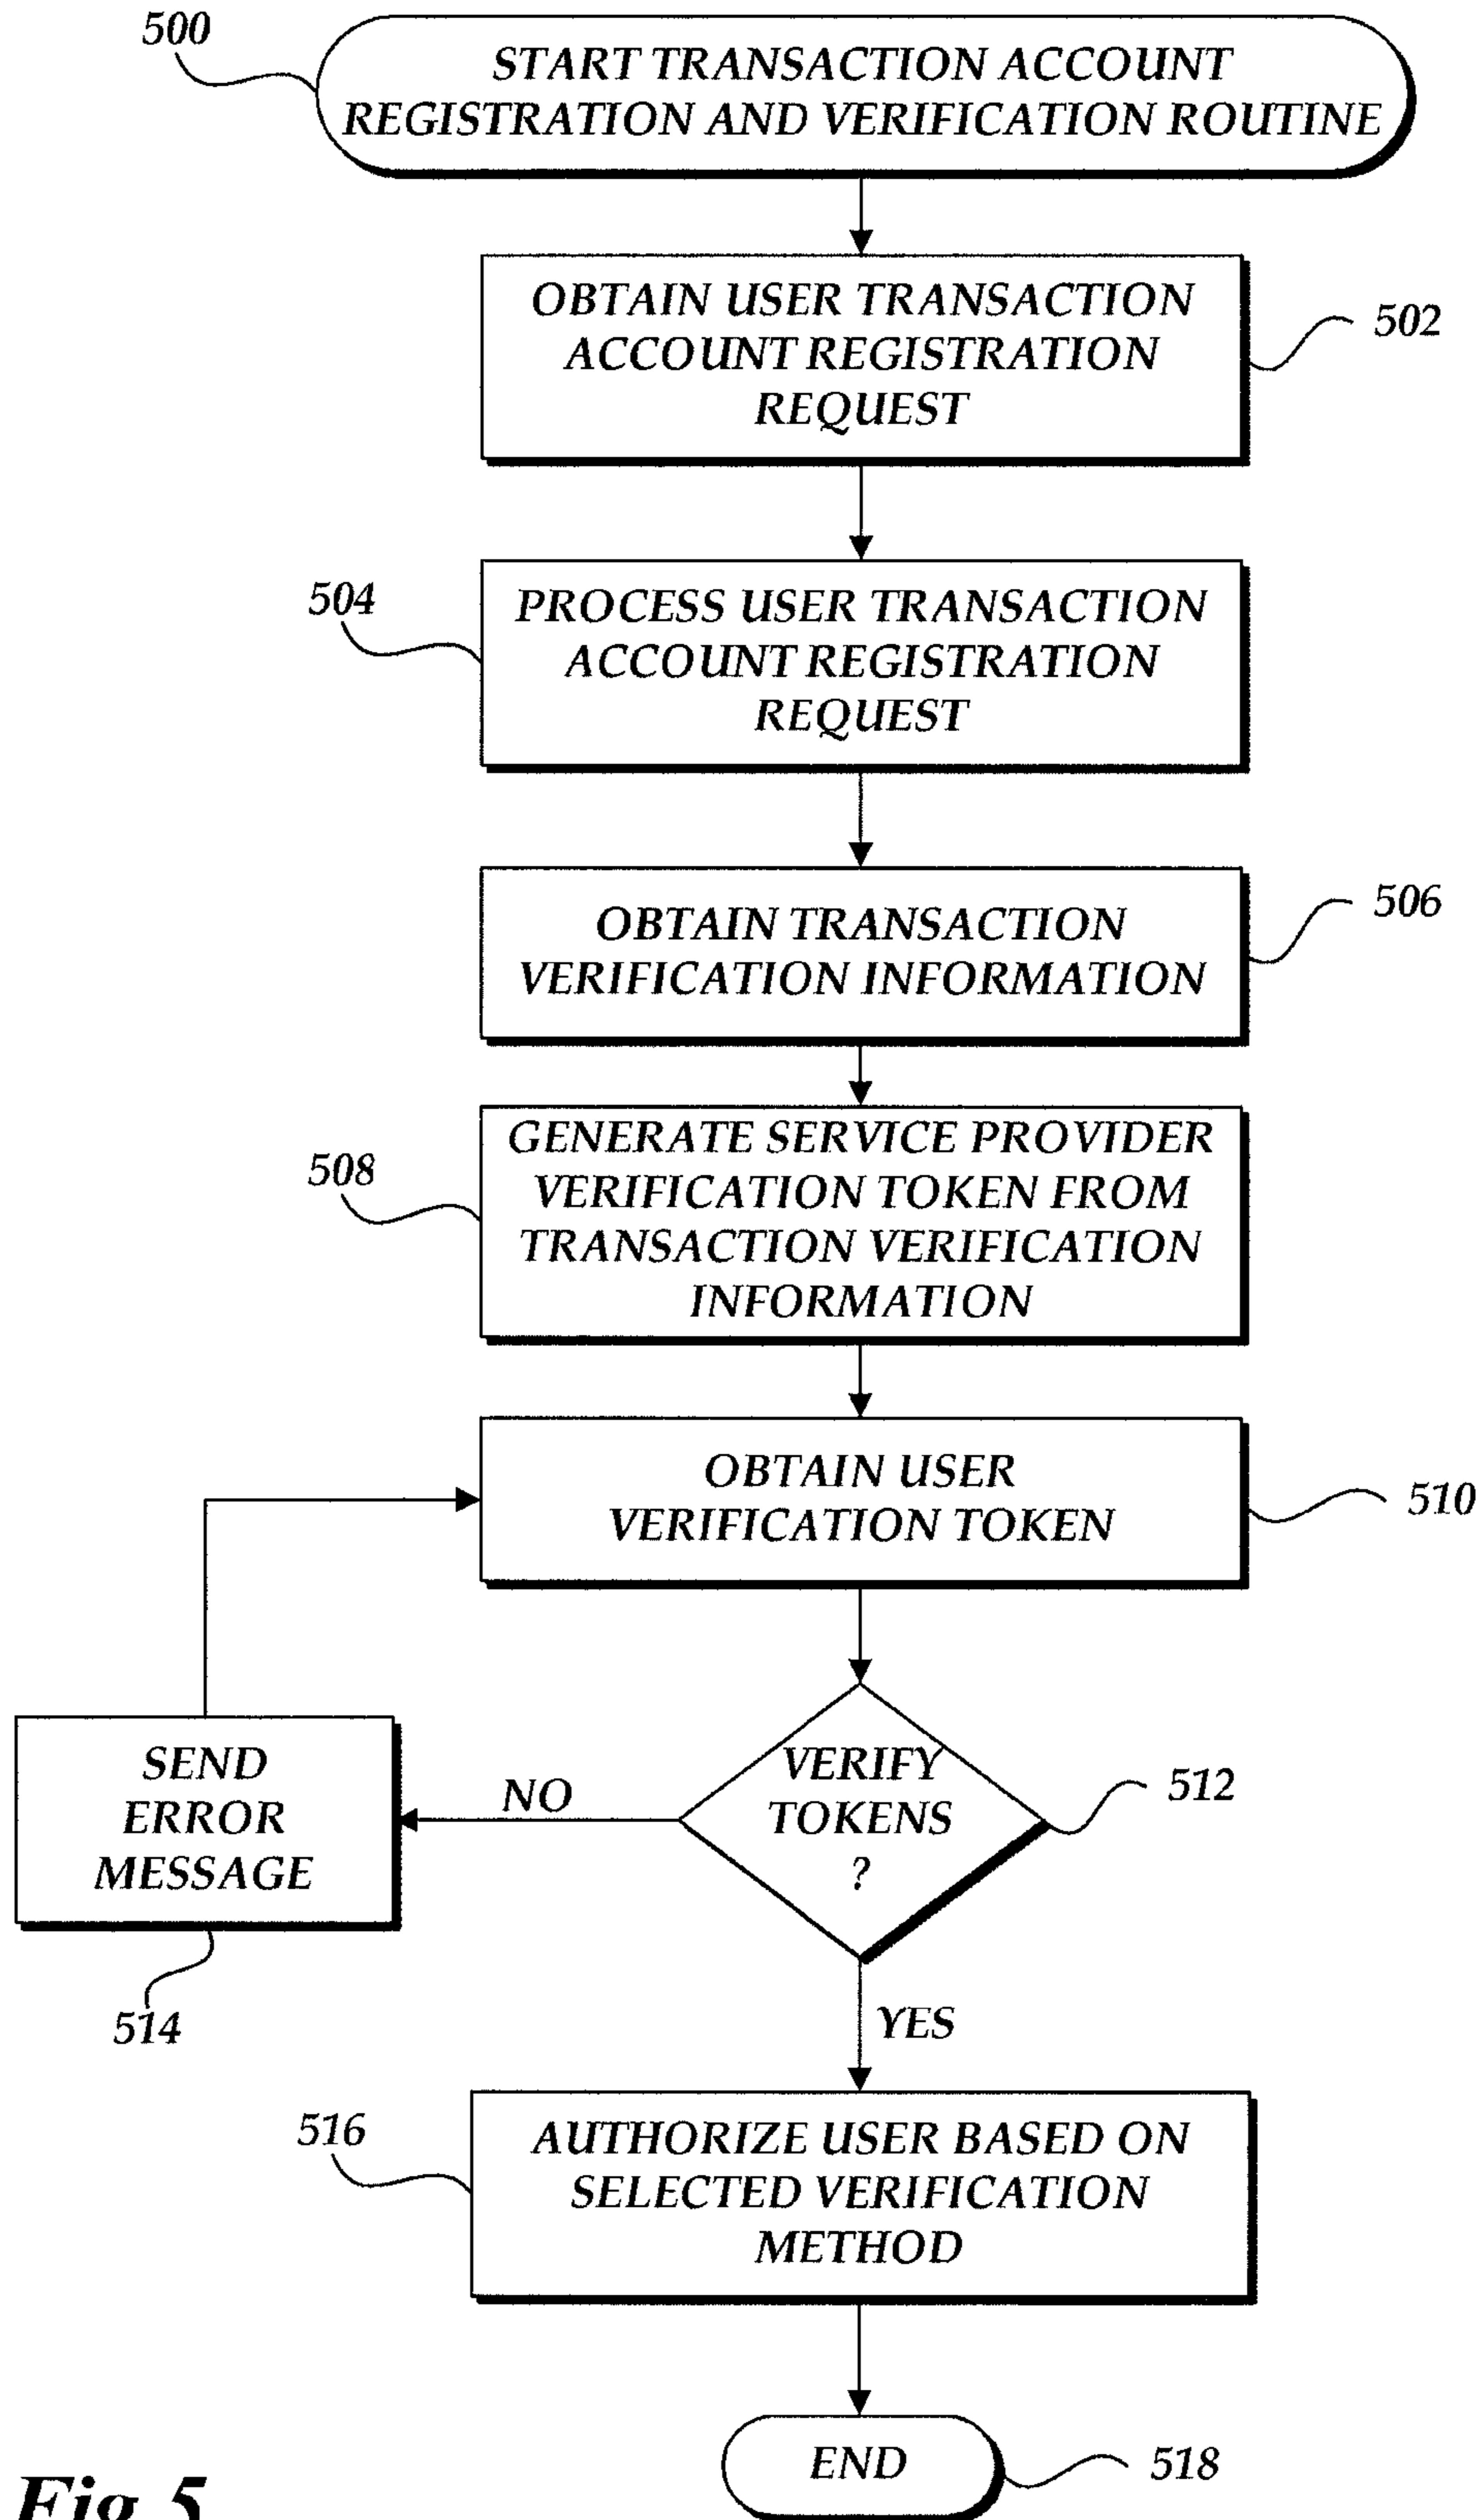 500
START TRANSACTION ACCOUNT
REGISTRATION AND VERIFICATION ROUTINE
OBTAIN USER TRANSACTION
ACCOUNT REGISTRATION
REQUEST
502
504
PROCESS USER TRANSACTION
ACCOUNT REGISTRATION
REQUEST
OBTAIN TRANSACTION
VERIFICATION INFORMATION
506
508
GENERATE SERVICE PROVIDER
VERIFICATION TOKEN FROM
TRANSACTION VERIFICATION
INFORMATION
OBTAIN USER
VERIFICATION TOKEN
510
SEND
ERROR
MESSAGE
514
NO
VERIFY
TOKENS
?
512
YES
516
AUTHORIZE USER BASED ON
SELECTED VERIFICATION
METHOD
END
518
Fig.5